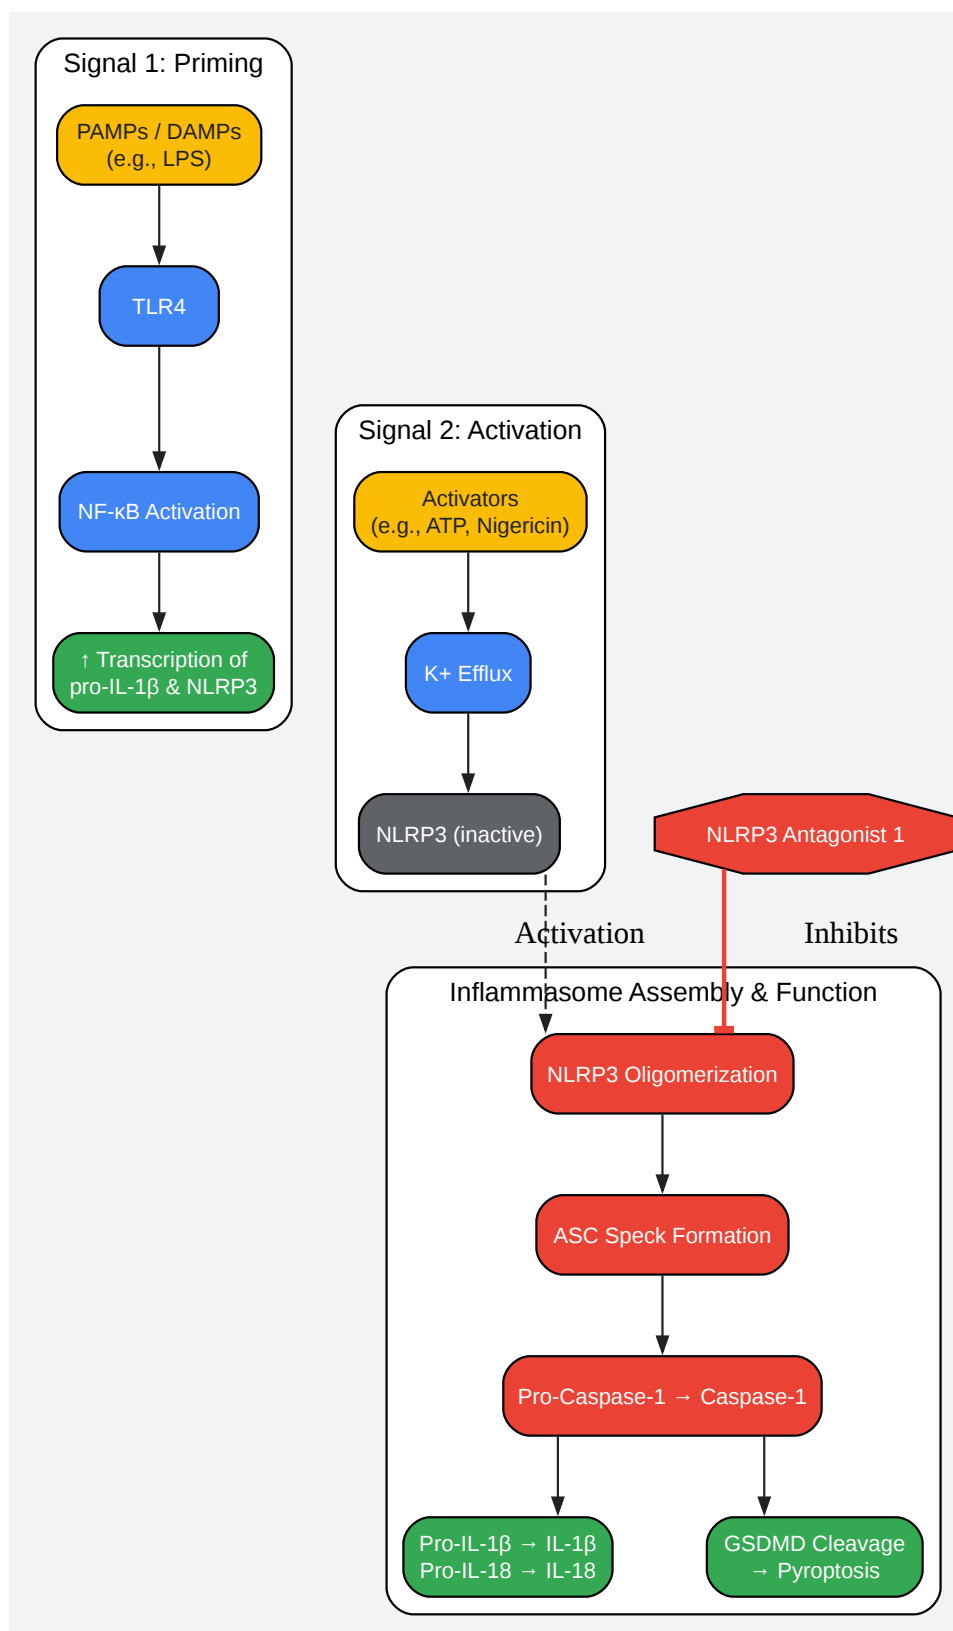 Signal 1: Priming
PAMPs / DAMPs
(e.g., LPS)
TLR4
NF-κB Activation
↑ Transcription of
pro-IL-1β & NLRP3
Signal 2: Activation
Activators
(e.g., ATP, Nigericin)
K+ Efflux
NLRP3 (inactive)
NLRP3 Antagonist 1
Activation
Inhibits
Inflammasome Assembly & Function
NLRP3 Oligomerization
ASC Speck Formation
Pro-Caspase-1 → Caspase-1
Pro-IL-1β → IL-1β
Pro-IL-18 → IL-18
GSDMD Cleavage
→ Pyroptosis